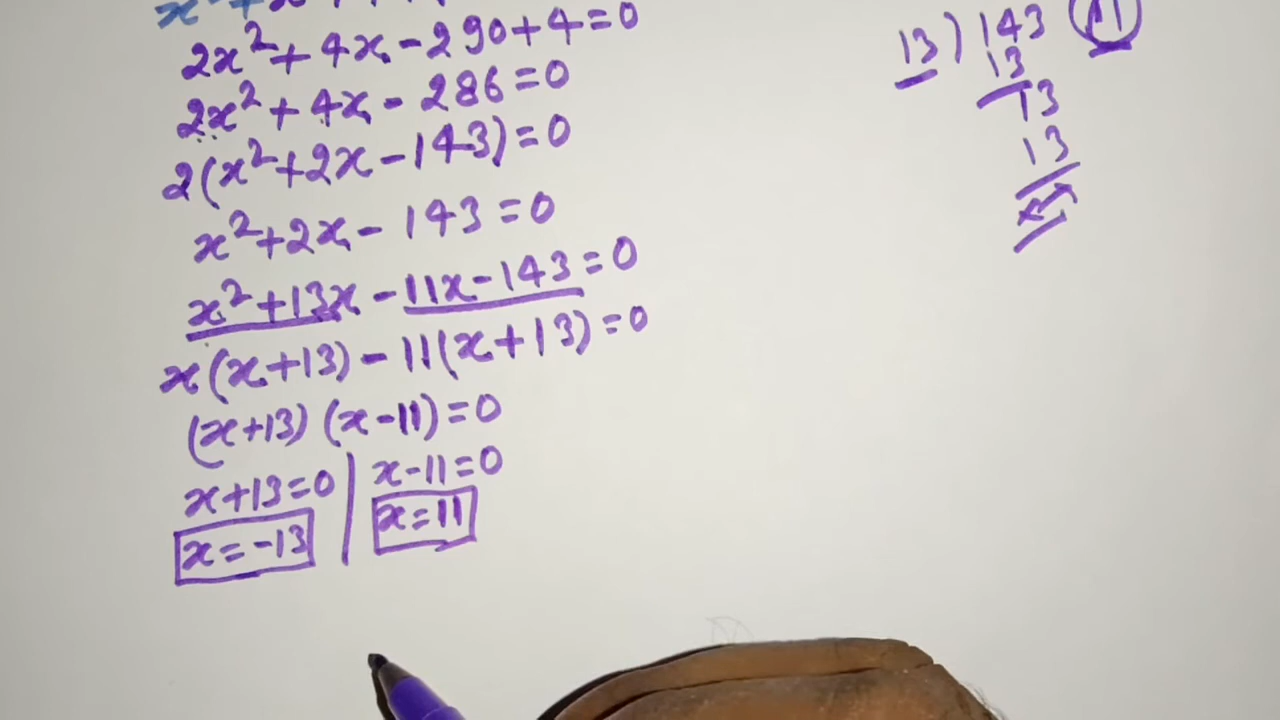 2x²+4x-290+4=0
2x²+4x-286=0
2(x²+2x-143)=0
x²+2x-143=0
x²+13x-11x-143=0
x(x+13)-11(x+13)=0
(x+13)(x-11)=0
x+13=0 | x-11=0
x=-13 | x=11
13)143(11
13
13
13